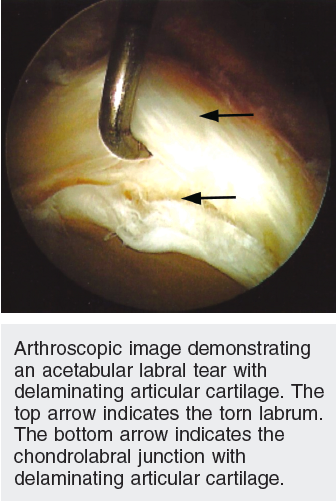 Arthroscopic image demonstrating
an acetabular labral tear with
delaminating articular cartilage. The
top arrow indicates the torn labrum.
The bottom arrow indicates the
chondrolabral junction with
delaminating articular cartilage.